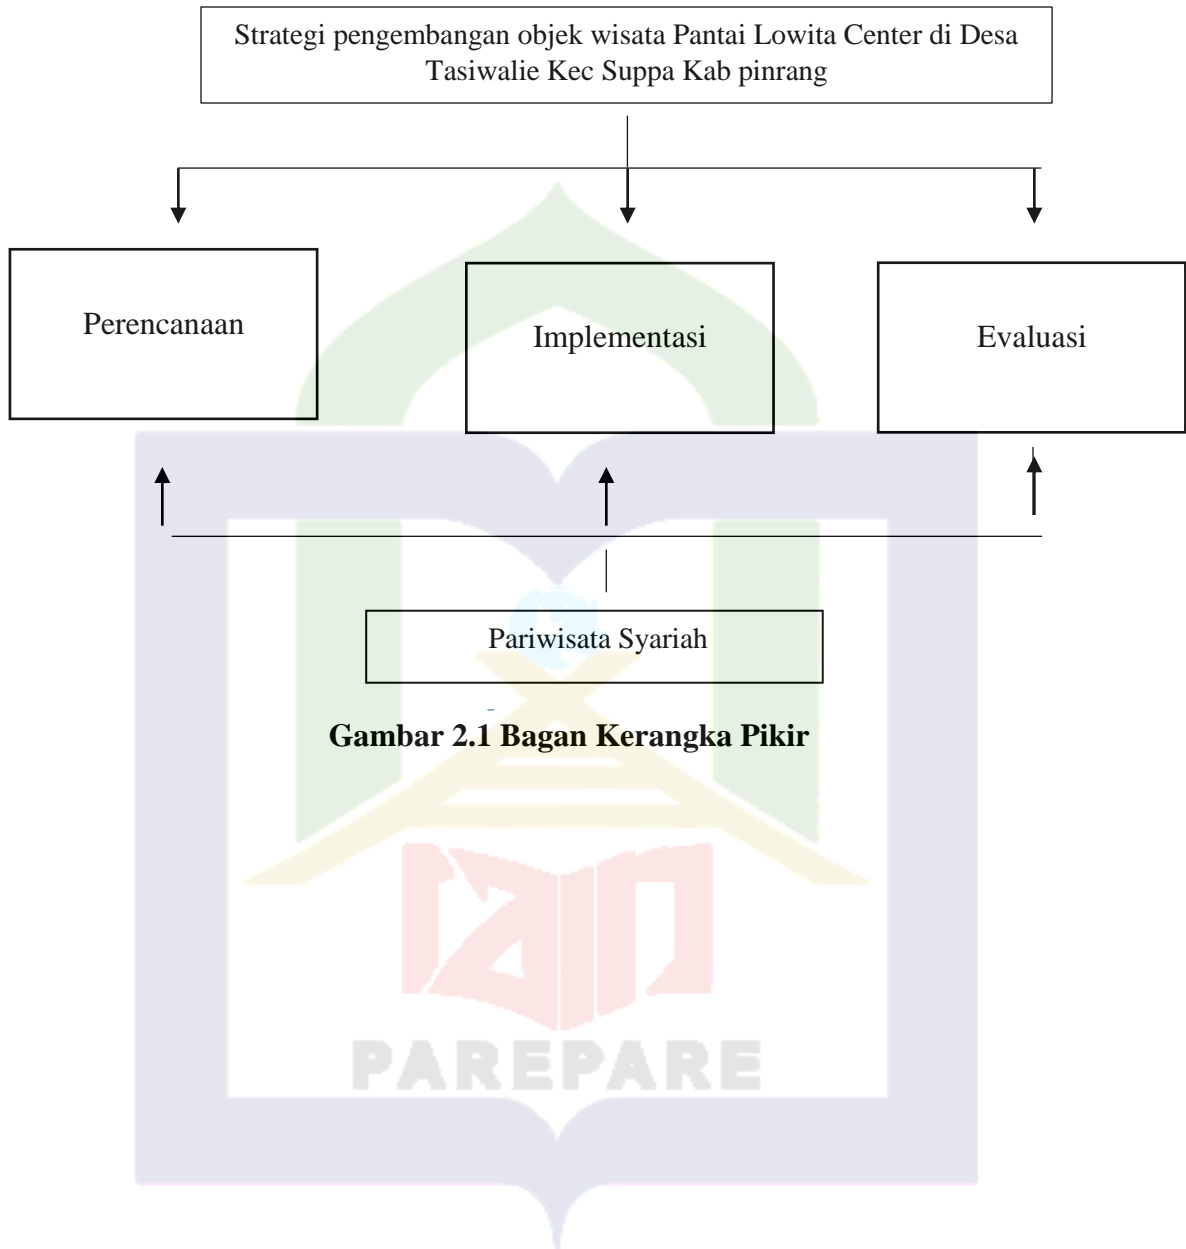 Strategi pengembangan objek wisata Pantai Lowita Center di Desa
Tasiwalie Kec Suppa Kab pinrang
Perencanaan
Implementasi
Evaluasi
Pariwisata Syariah
Gambar 2.1 Bagan Kerangka Pikir
iain
PAREPARE